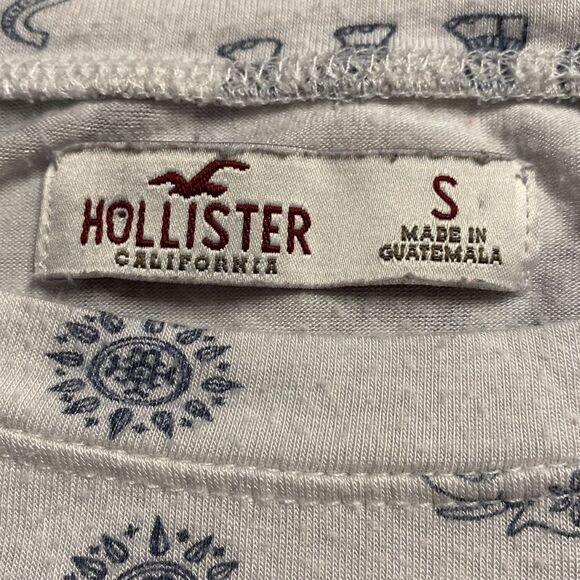 HOLLISTER
CALIFORNIA
S
MADE IN
GUATEMALA